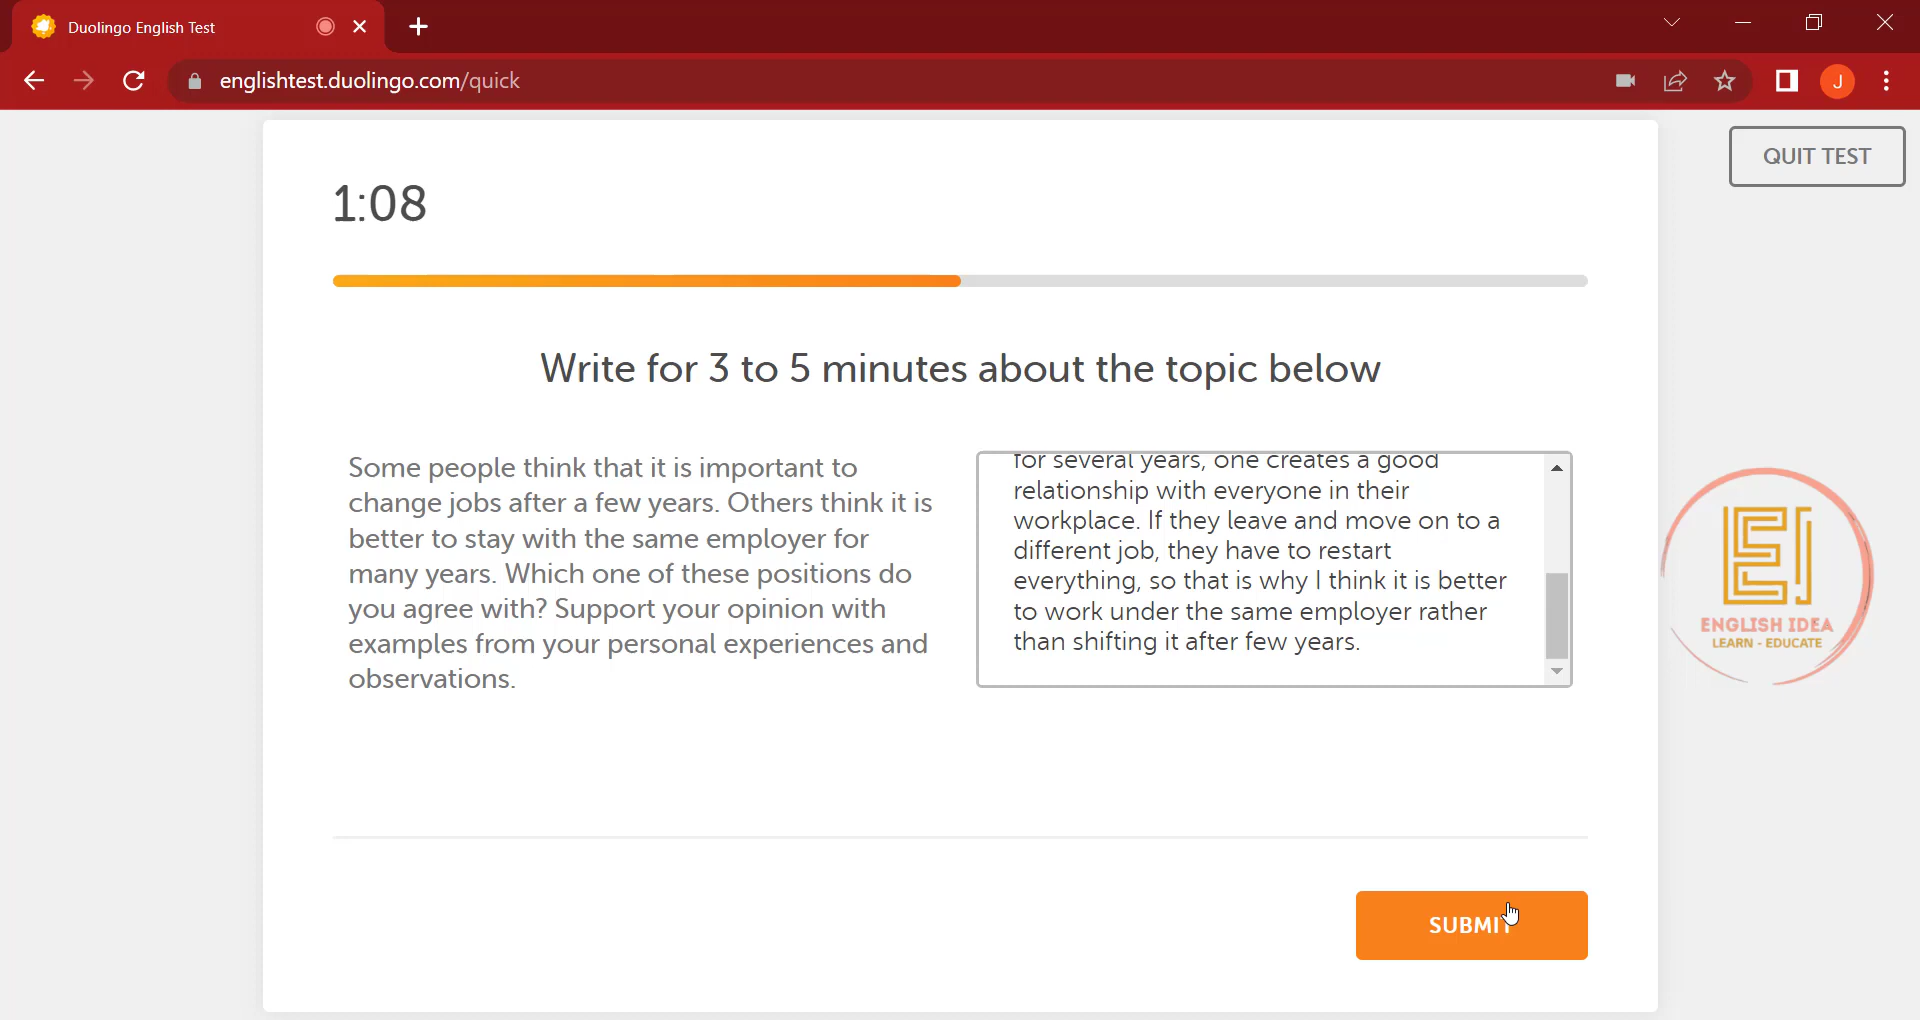 Duolingo English Test
englishtest.duolingo.com/quick
J
QUIT TEST
1:08
Write for 3 to 5 minutes about the topic below
Some people think that it is important to
change jobs after a few years. Others think it is
better to stay with the same employer for
many years. Which one of these positions do
you agree with? Support your opinion with
examples from your personal experiences and
observations.
for several years, one creates a good
relationship with everyone in their
workplace. If they leave and move on to a
different job, they have to restart
everything, so that is why I think it is better
to work under the same employer rather
than shifting it after few years.
EI
ENGLISH IDEA
LEARN - EDUCATE
SUBMIT